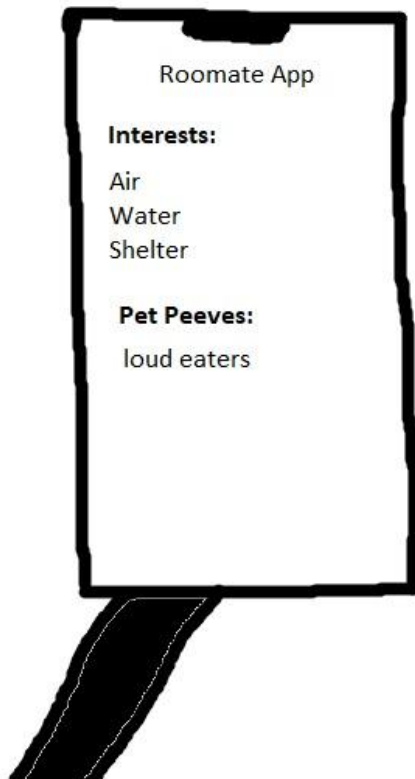 Roomate App
Interests:
Air
Water
Shelter
Pet Peeves:
loud eaters